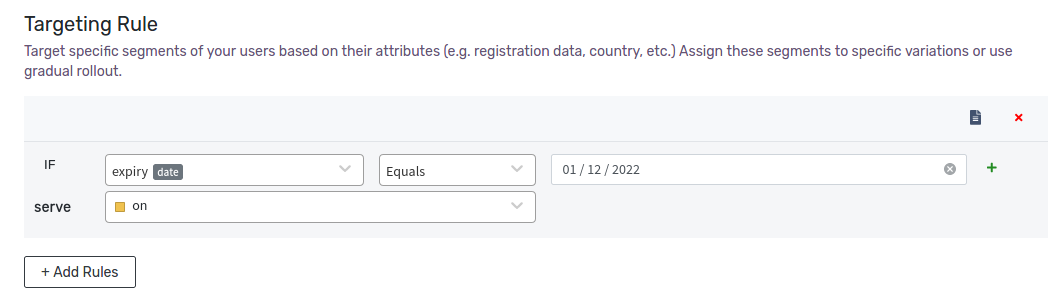 Targeting Rule
Target specific segments of your users based on their attributes (e.g. registration data, country, etc.) Assign these segments to specific variations or use
gradual rollout.
IF expiry date Equals 01 / 12 / 2022
serve on
+ Add Rules